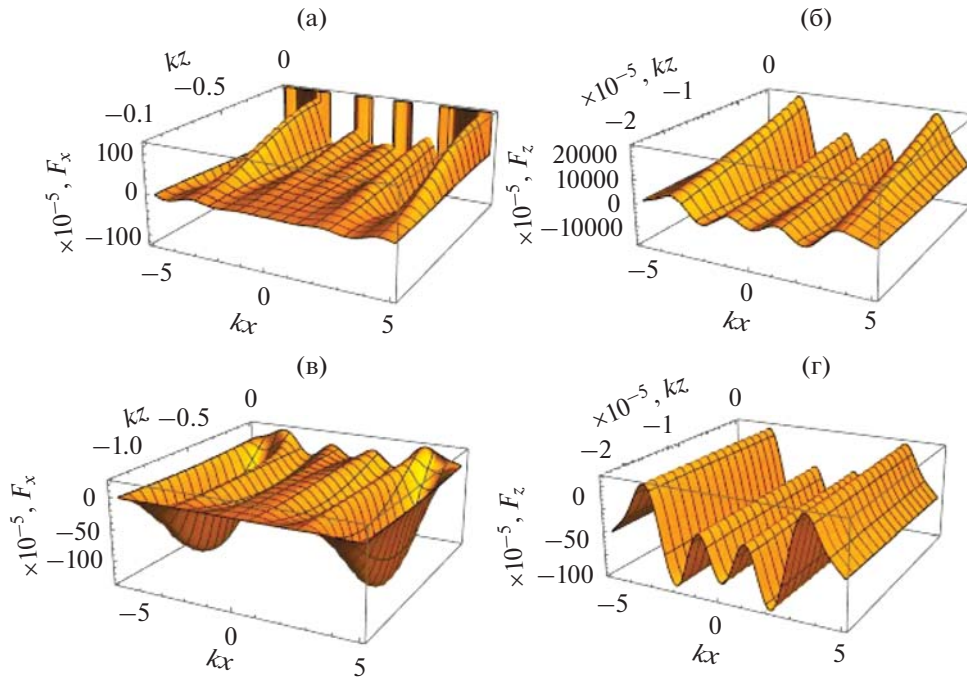 (а)
0
kz
−0.5
−0.1
100
0
−100
×10⁻⁵, Fₓ
−5
0
5
kx
(б)
0
×10⁻⁵, kz
−1
−2
20000
10000
0
−10000
×10⁻⁵, F_z
−5
0
5
kx
(в)
0
kz
−0.5
−1.0
0
−50
−100
×10⁻⁵, Fₓ
−5
0
5
kx
(г)
0
×10⁻⁵, kz
−1
−2
0
−50
−100
×10⁻⁵, F_z
−5
0
5
kx